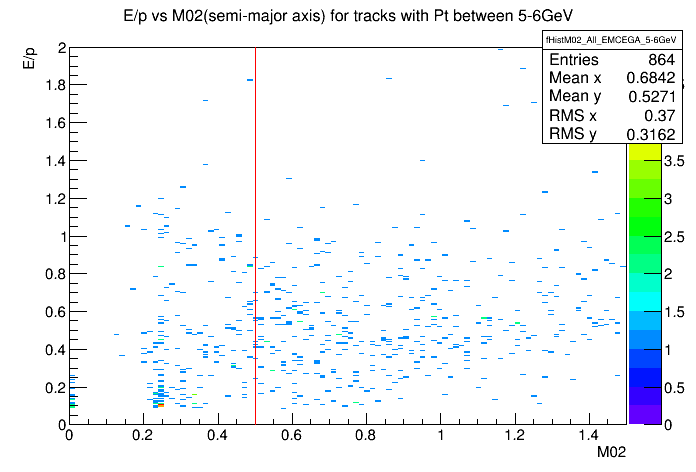 E/p vs M02(semi-major axis) for tracks with Pt between 5-6GeV
fHistM02_All_EMCEGA_5-6GeV
Entries 864
Mean x 0.6842
Mean y 0.5271
RMS x 0.37
RMS y 0.3162
E/p
2
1.8
1.6
1.4
1.2
1
0.8
0.6
0.4
0.2
0
0 0.2 0.4 0.6 0.8 1 1.2 1.4
M02
3.5
3
2.5
2
1.5
1
0.5
0